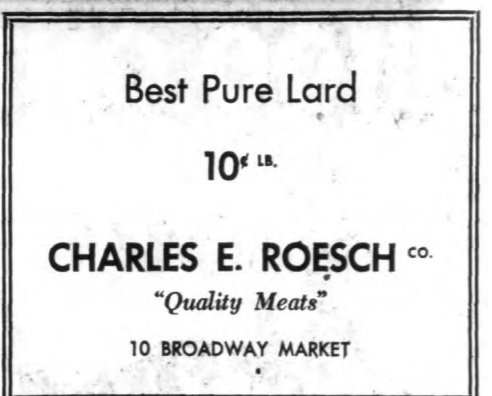 Best Pure Lard
10¢ LB.
CHARLES E. ROESCH CO.
"Quality Meats"
10 BROADWAY MARKET